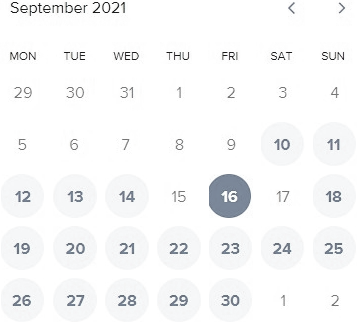 September 2021
MON TUE WED THU FRI SAT SUN
29 30 31 1 2 3 4
5 6 7 8 9 10 11
12 13 14 15 16 17 18
19 20 21 22 23 24 25
26 27 28 29 30 1 2